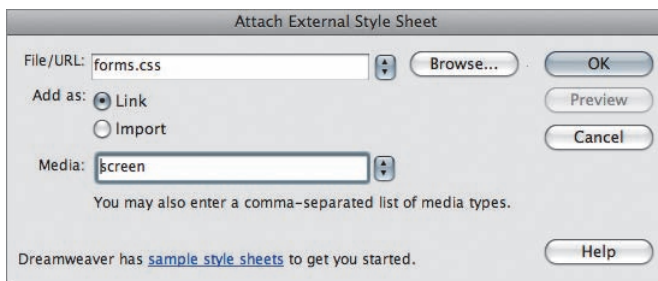 Attach External Style Sheet
File/URL: forms.css Browse... OK
Add as: Link Preview
Import Cancel
Media: screen
You may also enter a comma-separated list of media types.
Dreamweaver has sample style sheets to get you started. Help